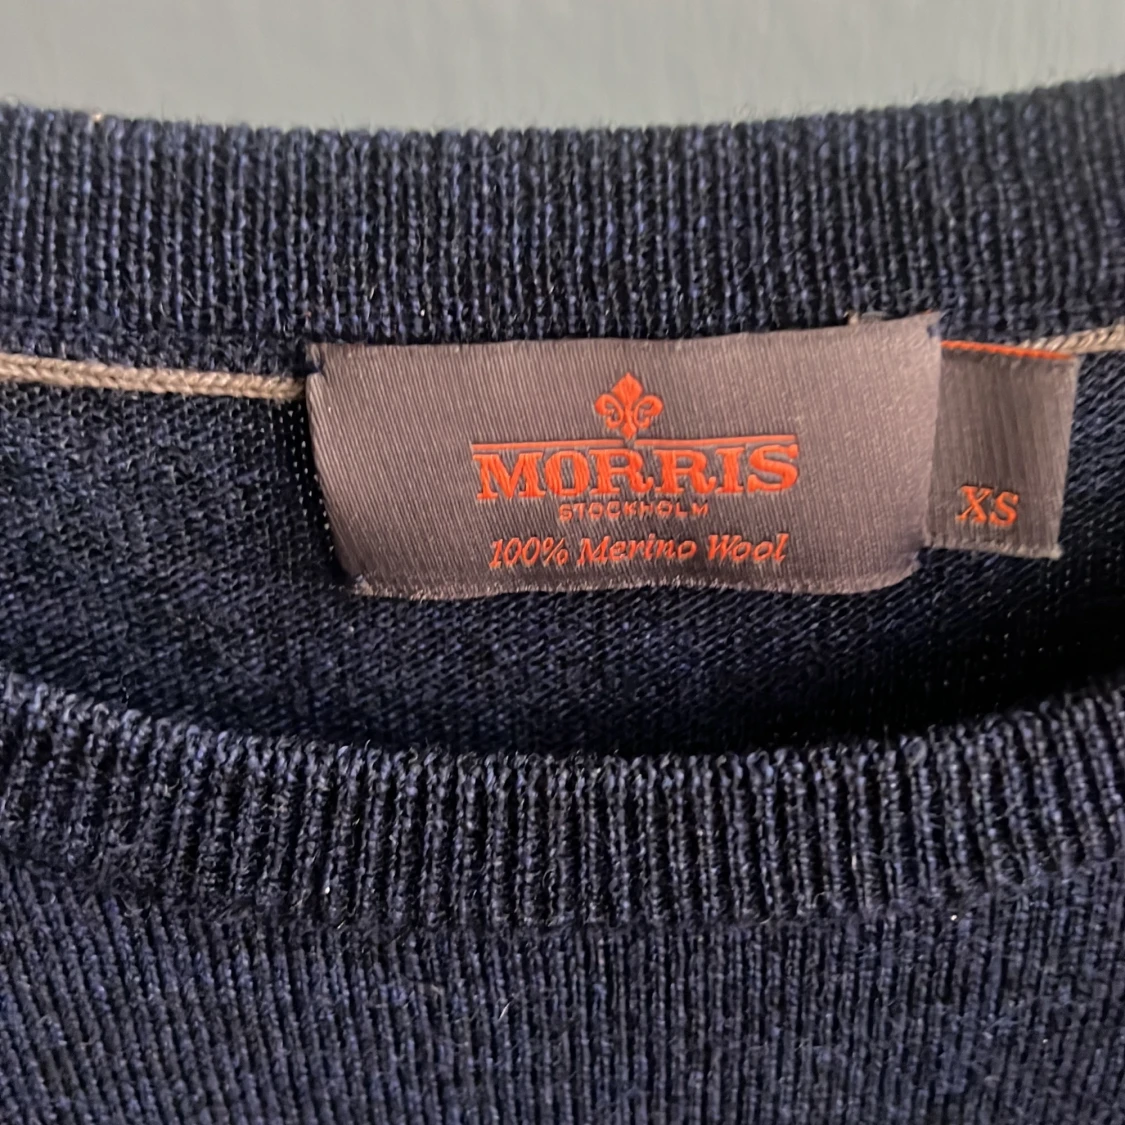 MORRIS
STOCKHOLM
100% Merino Wool
XS